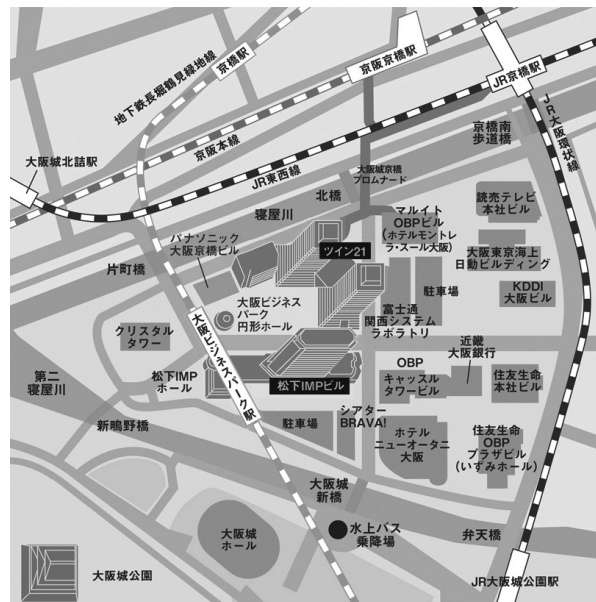 地下鉄長堀鶴見緑地線
京橋駅
京阪京橋駅
JR京橋駅
大阪城北詰駅
京阪本線
JR東西線
京橋南
歩道橋
JR大阪環状線
大阪城京橋
プロムナード
北橋
寝屋川
マルイト
OBPビル
(ホテルモントレ
ラ・スール大阪)
読売テレビ
本社ビル
パナソニック
大阪京橋ビル
ツイン21
大阪東京海上
日動ビルディング
片町橋
KDDI
大阪ビル
駐車場
大阪ビジネス
パーク
円形ホール
富士通
関西システム
ラボラトリ
クリスタル
タワー
大阪ビジネスパーク駅
近畿
大阪銀行
第二
寝屋川
松下IMP
ホール
松下IMPビル
OBP
キャッスル
タワービル
住友生命
本社ビル
新鴫野橋
駐車場
シアター
BRAVA!
ホテル
ニューオータニ
大阪
住友生命
OBP
プラザビル
(いずみホール)
大阪城
新橋
大阪城
ホール
水上バス
乗降場
弁天橋
大阪城公園
JR大阪城公園駅